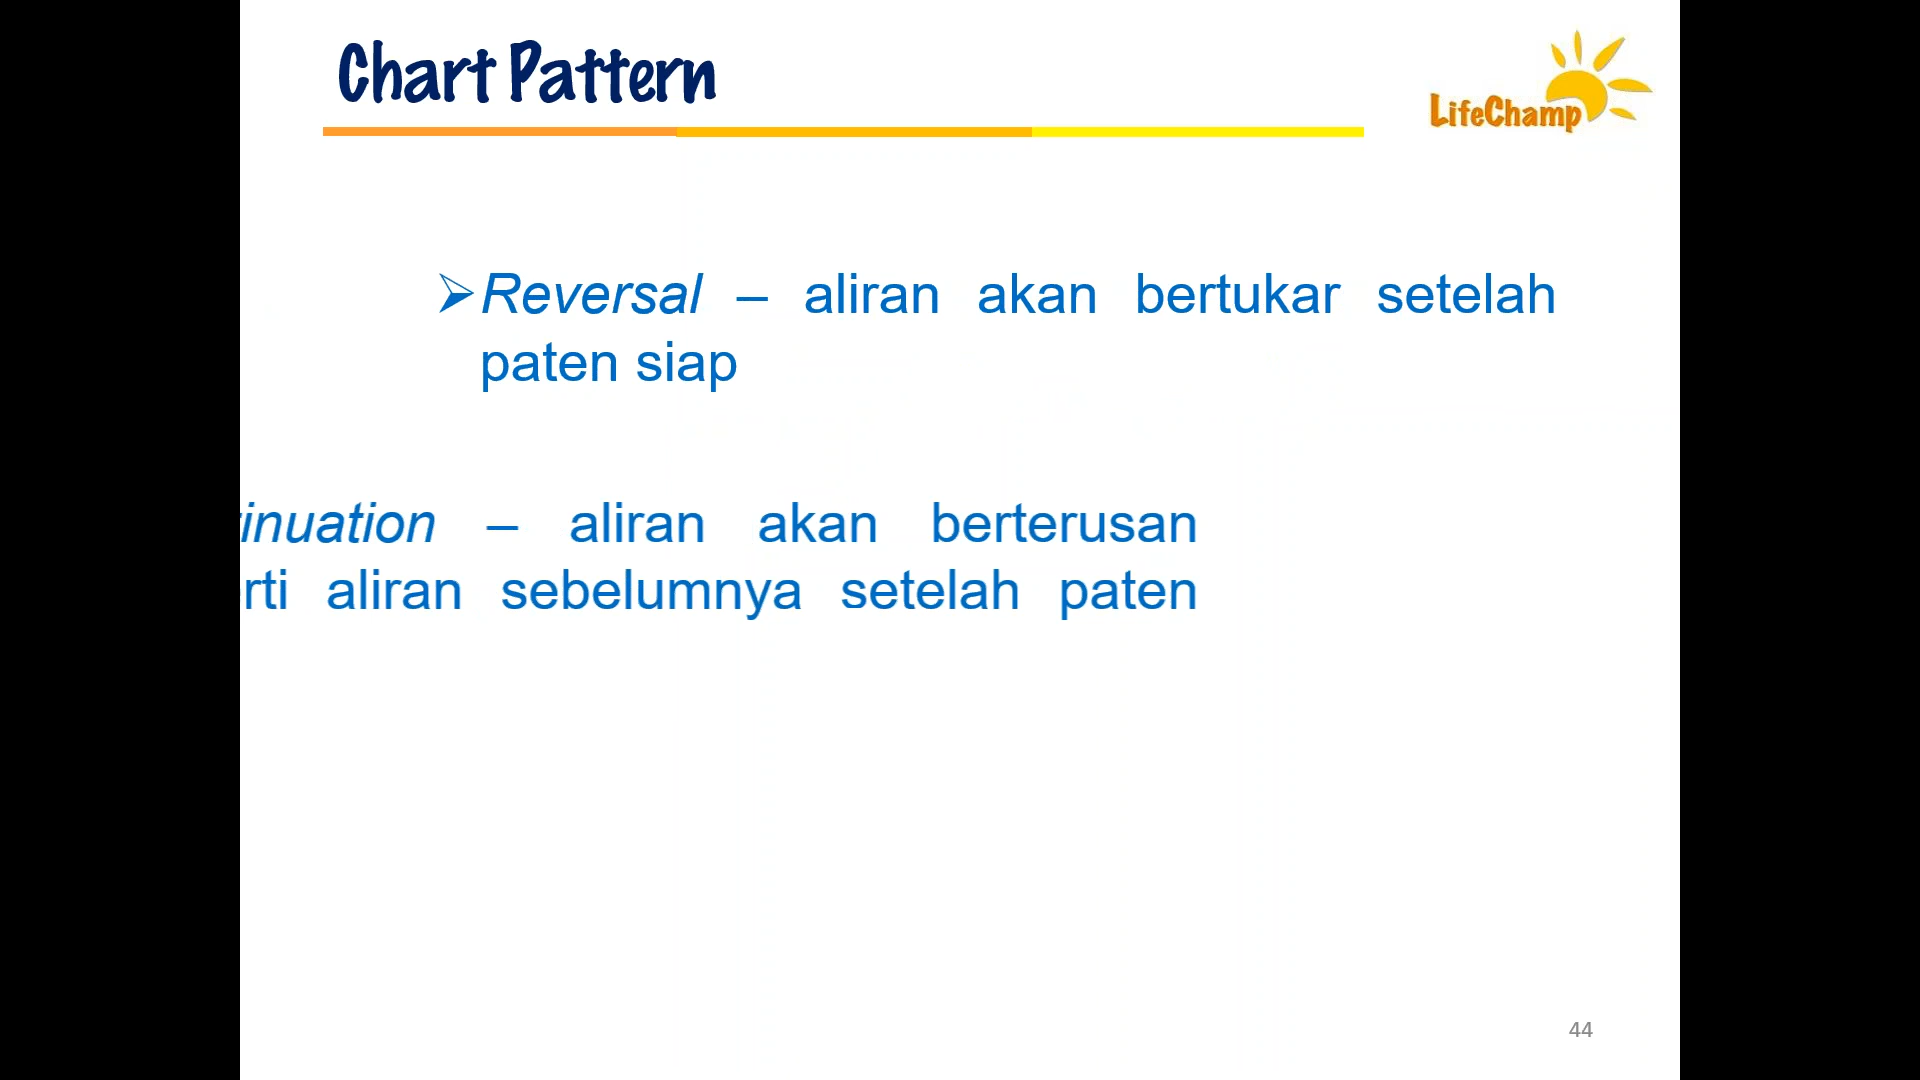 Chart Pattern
LifeChamp
➢Reversal – aliran akan bertukar setelah
paten siap
inuation – aliran akan berterusan
rti aliran sebelumnya setelah paten
44